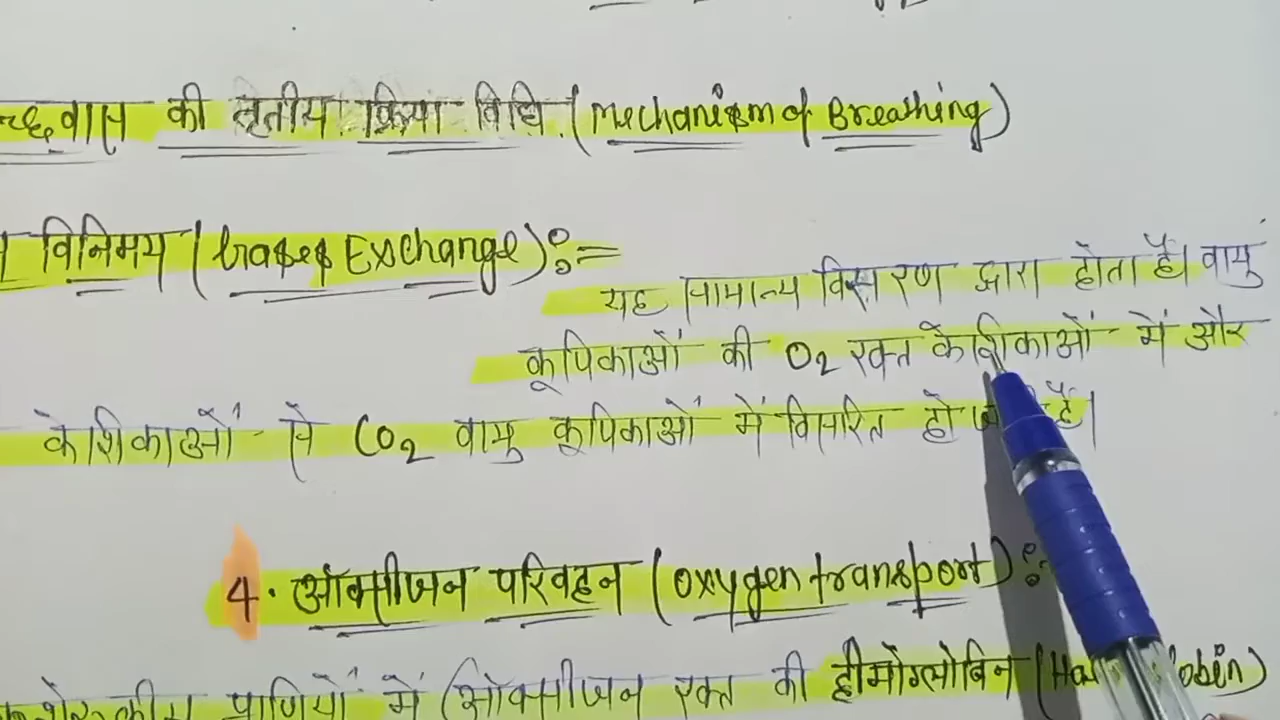 च्छवास की तृतीय क्रिया विधि (Mechanism of Breathing)
विनिमय (Gases Exchange) :=
यह सामान्य विसरण द्वारा होता है। वायु
कूपिकाओं की O2 रक्त केशिकाओं में और
केशिकाओं से CO2 वायु कूपिकाओं में विसरित हो है।
4. ऑक्सीजन परिवहन (oxygen transport) :-
प्राणियों में (ऑक्सीजन रक्त की हीमोग्लोबिन